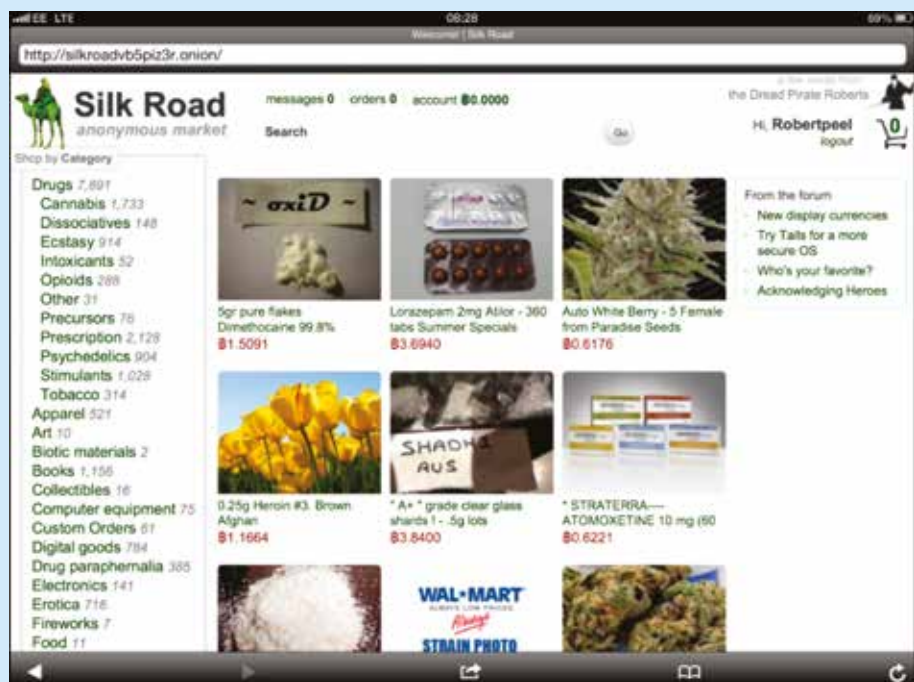 EE LTE
08:28
69%
Welcome! | Silk Road
http://silkroadvb5piz3r.onion/
Silk Road
anonymous market
messages 0 orders 0 account ฿0.0000
Search
Go
a few words from
the Dread Pirate Roberts
Hi, Robertpeel
logout
0
Shop by Category
Drugs 7,691
Cannabis 1,733
Dissociatives 148
Ecstasy 914
Intoxicants 52
Opioids 288
Other 31
Precursors 76
Prescription 2,128
Psychedelics 904
Stimulants 1,028
Tobacco 314
Apparel 521
Art 10
Biotic materials 2
Books 1,156
Collectibles 16
Computer equipment 75
Custom Orders 61
Digital goods 784
Drug paraphernalia 385
Electronics 141
Erotica 716
Fireworks 7
Food 11
~ oxiD ~
5gr pure flakes
Dimethocaine 99.8%
฿1.5091
Lorazepam 2mg Ativor - 360
tabs Summer Specials
฿3.6940
Auto White Berry - 5 Female
from Paradise Seeds
฿0.6176
0.25g Heroin #3. Brown
Afghan
฿1.1664
SHADHI
AUS
" A+ " grade clear glass
shards ! - .5g lots
฿3.8400
* STRATERRA----
ATOMOXETINE 10 mg (60
฿0.6221
WAL•MART
ALWAYS LOW PRICES
Always
STRAIN PHOTO
From the forum
New display currencies
Try Tails for a more
secure OS
Who's your favorite?
Acknowledging Heroes